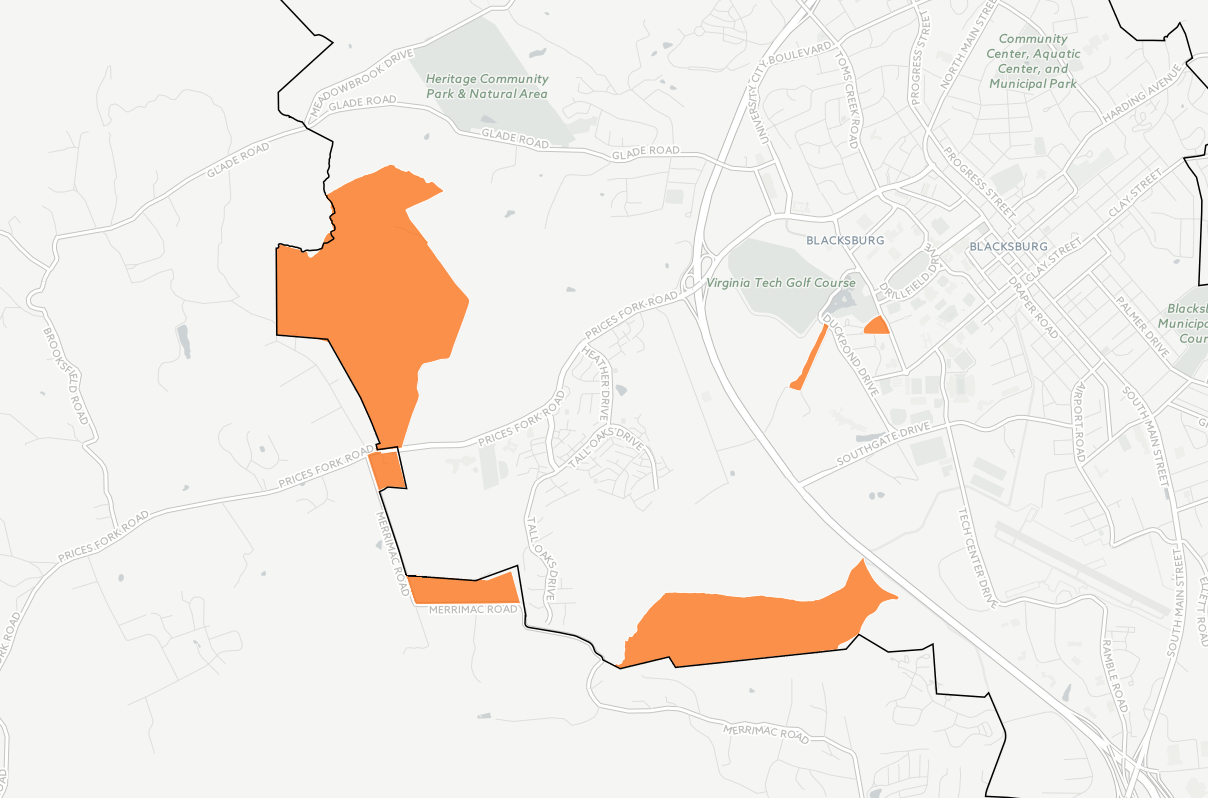 MEADOWBROOK DRIVE
GLADE ROAD
Heritage Community
Park & Natural Area
GLADE ROAD
GLADE ROAD
GLADE ROAD
UNIVERSITY CITY BOULEVARD
UNIVERSITY
TOMS CREEK ROAD
PROGRESS STREET
NORTH MAIN STREET
Community
Center, Aquatic
Center, and
Municipal Park
HARDING AVENUE
PROGRESS STREET
CLAY STREET
BLACKSBURG
BLACKSBURG
CLAY STREET
DRILLFIELD DRIVE
Virginia Tech Golf Course
DRAPER ROAD
PALMER DRIVE
Blacksb
Municipa
Cour
PRICES FORK ROAD
DUCKPOND DRIVE
HEATHER DRIVE
BROOKSFIELD ROAD
PRICES FORK ROAD
TALL OAKS DRIVE
SOUTHGATE DRIVE
AIRPORT ROAD
SOUTH MAIN STREET
PRICES FORK ROAD
PRICES FORK ROAD
MERRIMAC ROAD
TALL OAKS DRIVE
TECH CENTER DRIVE
MERRIMAC ROAD
SOUTH MAIN STREET
ELLETT ROAD
RK ROAD
RAMBLE ROAD
MERRIMAC ROAD